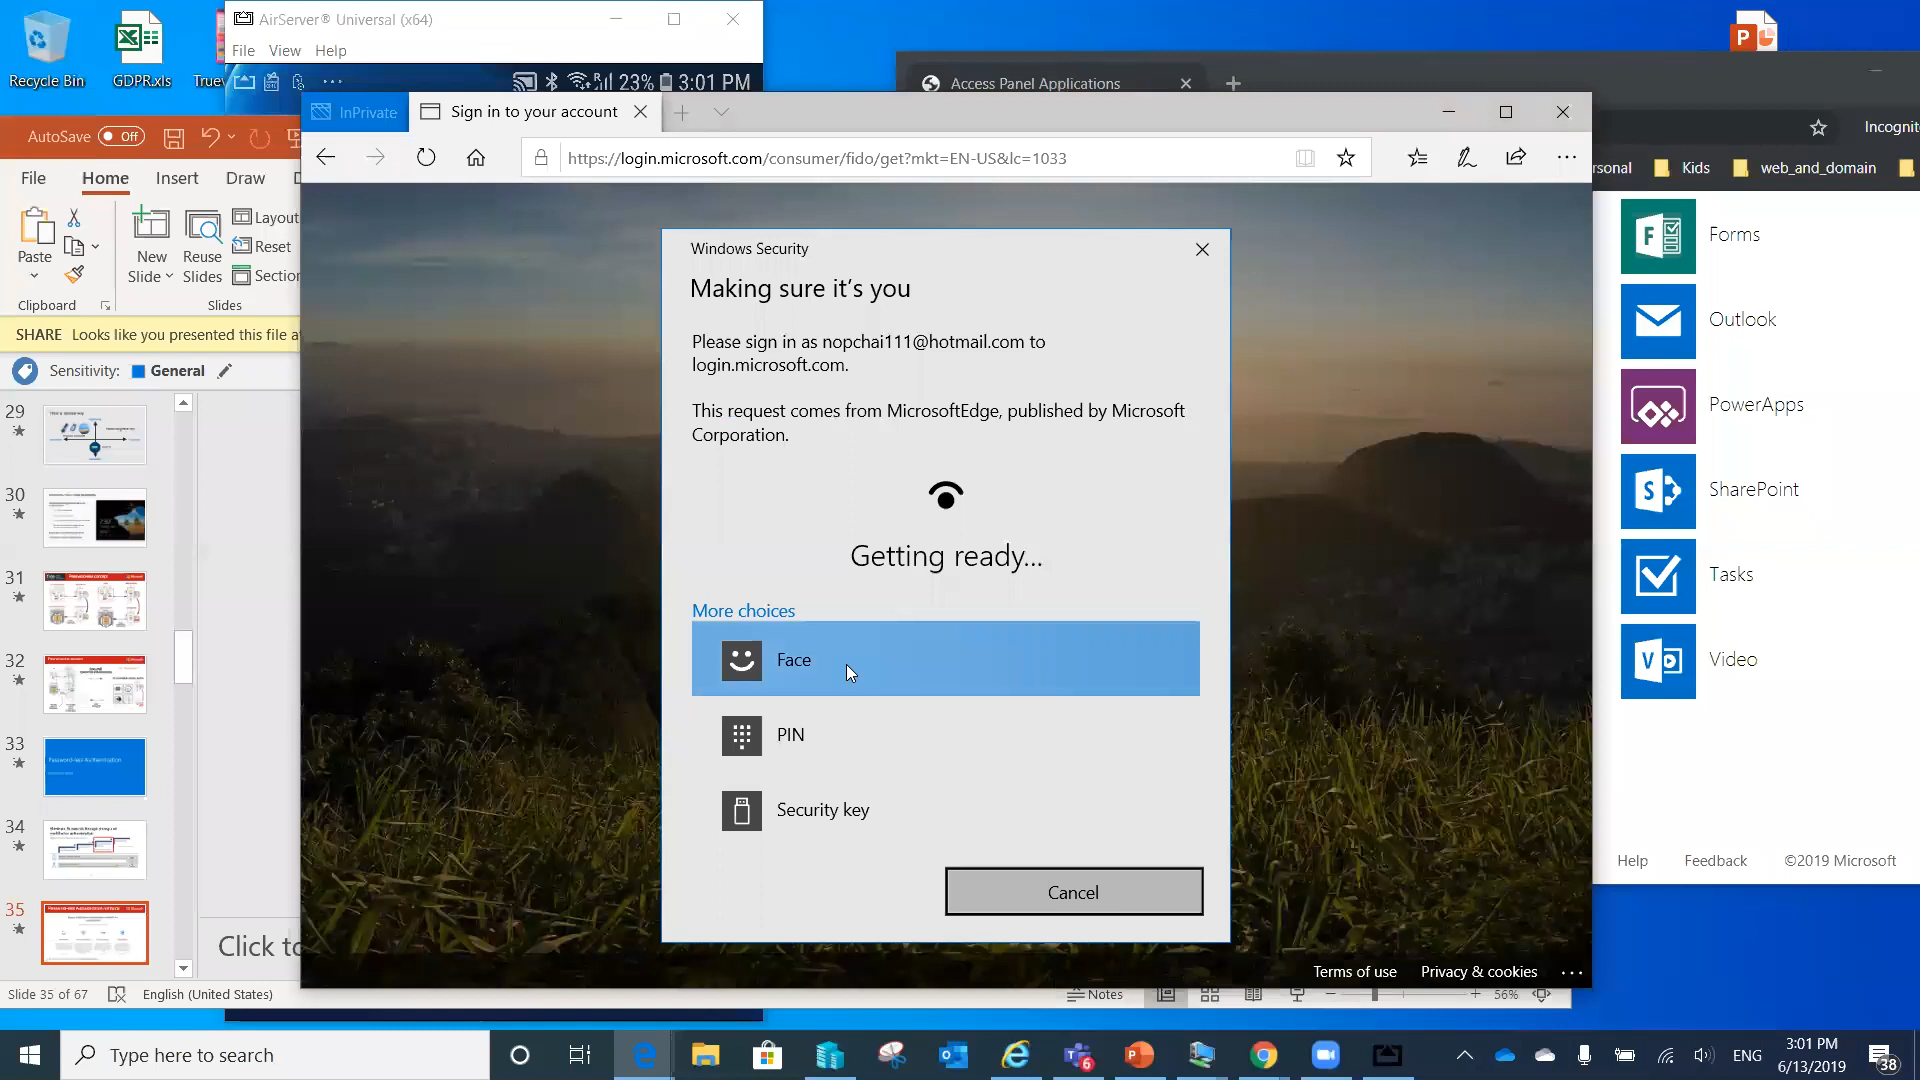 Recycle Bin
GDPR.xls
AirServer® Universal (x64)
File View Help
23% 3:01 PM
InPrivate
Sign in to your account
https://login.microsoft.com/consumer/fido/get?mkt=EN-US&lc=1033
Access Panel Applications
Incognito
Kids
web_and_domain
AutoSave Off
File Home Insert Draw
Paste
New
Slide
Reuse
Slides
Layout
Reset
Section
Clipboard
Slides
SHARE Looks like you presented this file
Sensitivity: General
29
30
31
32
33
34
35
Password-less Authentication
Windows Security
Making sure it's you
Please sign in as nopchai111@hotmail.com to
login.microsoft.com.
This request comes from MicrosoftEdge, published by Microsoft
Corporation.
Getting ready...
More choices
Face
PIN
Security key
Cancel
Terms of use Privacy & cookies ...
Forms
Outlook
PowerApps
SharePoint
Tasks
Video
Help Feedback ©2019 Microsoft
Slide 35 of 67
English (United States)
Notes
56%
Type here to search
6
ENG
3:01 PM
6/13/2019
38